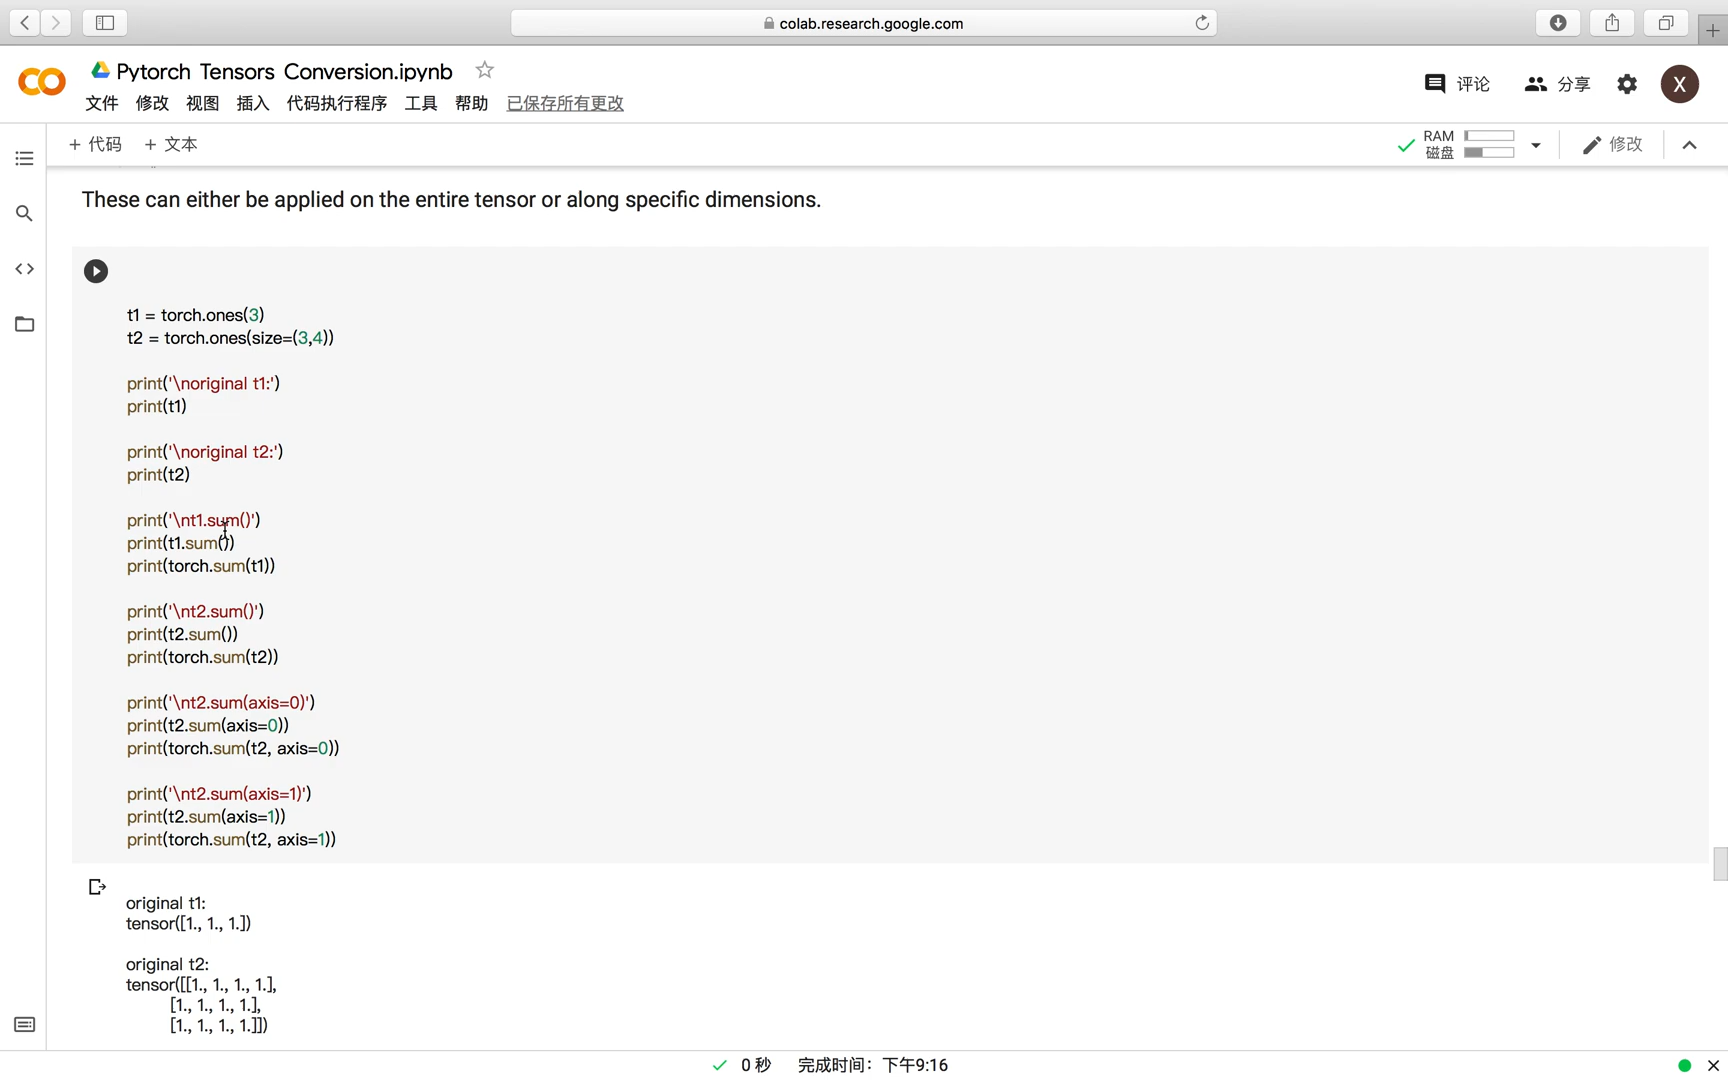 colab.research.google.com
Pytorch Tensors Conversion.ipynb
文件 修改 视图 插入 代码执行程序 工具 帮助 已保存所有更改
评论 分享 X
+ 代码 + 文本
RAM
磁盘
修改
These can either be applied on the entire tensor or along specific dimensions.
t1 = torch.ones(3)
t2 = torch.ones(size=(3,4))
print('\noriginal t1:')
print(t1)
print('\noriginal t2:')
print(t2)
print('\nt1.sum()')
print(t1.sum())
print(torch.sum(t1))
print('\nt2.sum()')
print(t2.sum())
print(torch.sum(t2))
print('\nt2.sum(axis=0)')
print(t2.sum(axis=0))
print(torch.sum(t2, axis=0))
print('\nt2.sum(axis=1)')
print(t2.sum(axis=1))
print(torch.sum(t2, axis=1))
original t1:
tensor([1., 1., 1.])
original t2:
tensor([[1., 1., 1., 1.],
[1., 1., 1., 1.],
[1., 1., 1., 1.]])
0 秒 完成时间：下午9:16